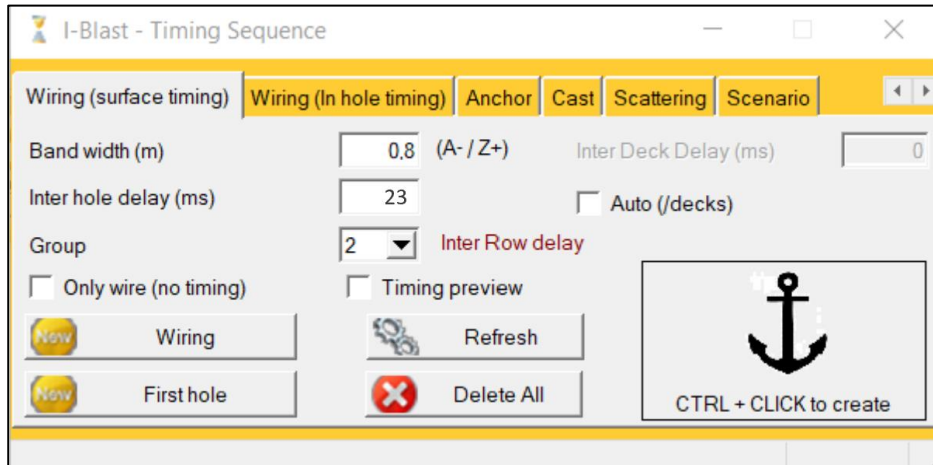 I-Blast - Timing Sequence
Wiring (surface timing) Wiring (In hole timing) Anchor Cast Scattering Scenario
Band width (m) 0.8 (A- / Z+) Inter Deck Delay (ms) 0
Inter hole delay (ms) 23 Auto (/decks)
Group 2 Inter Row delay
Only wire (no timing) Timing preview
New Wiring Refresh
New First hole Delete All
CTRL + CLICK to create